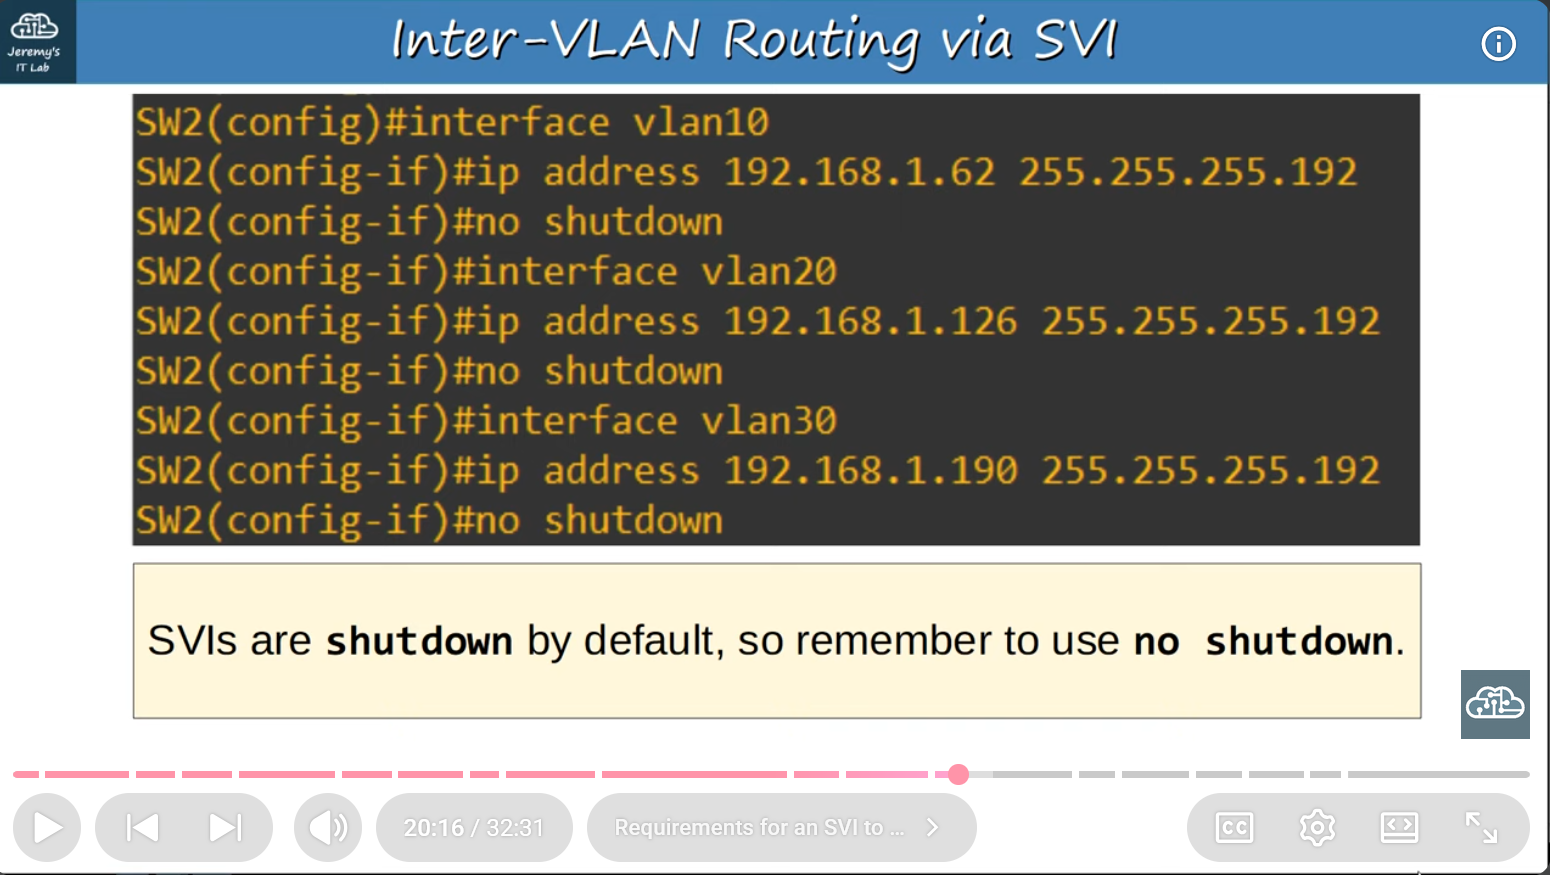 Jeremy's
IT Lab
Inter-VLAN Routing via SVI
SW2(config)#interface vlan10
SW2(config-if)#ip address 192.168.1.62 255.255.255.192
SW2(config-if)#no shutdown
SW2(config-if)#interface vlan20
SW2(config-if)#ip address 192.168.1.126 255.255.255.192
SW2(config-if)#no shutdown
SW2(config-if)#interface vlan30
SW2(config-if)#ip address 192.168.1.190 255.255.255.192
SW2(config-if)#no shutdown
SVIs are shutdown by default, so remember to use no shutdown.
20:16 / 32:31
Requirements for an SVI to ...
CC